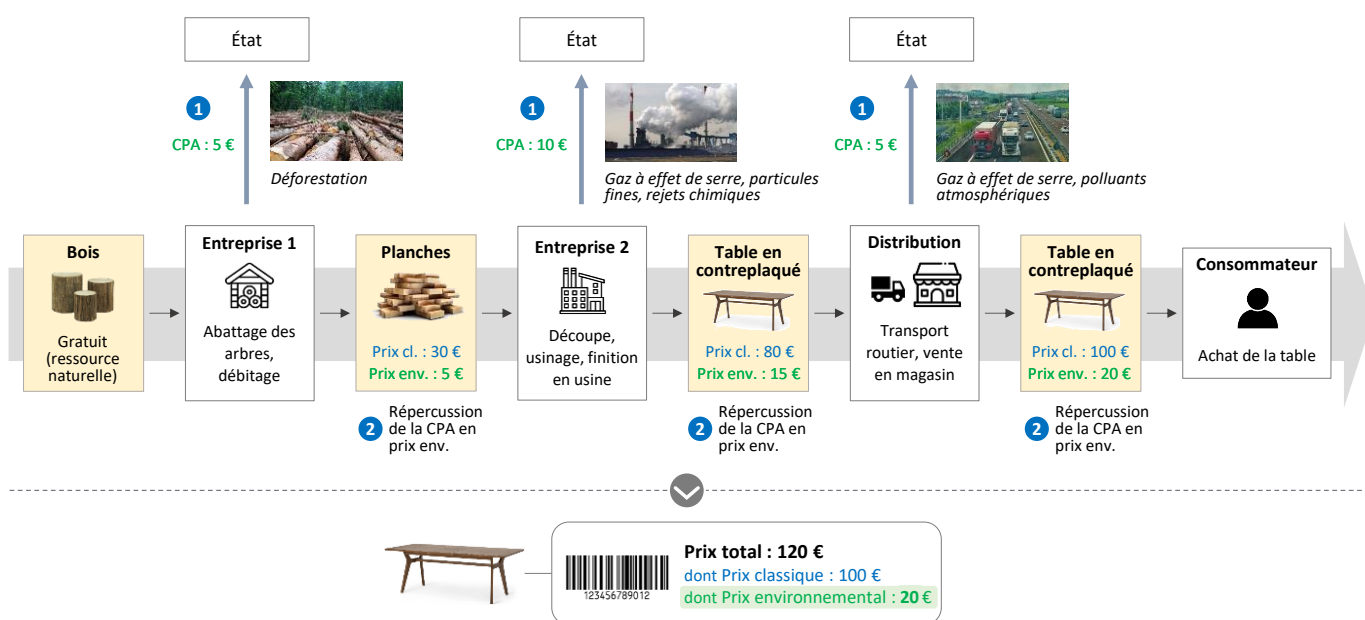 État
État
État
1
1
1
CPA : 5 €
CPA : 10 €
CPA : 5 €
Déforestation
Gaz à effet de serre, particules
fines, rejets chimiques
Gaz à effet de serre, polluants
atmosphériques
Bois
Gratuit
(ressource
naturelle)
Entreprise 1
Abattage des
arbres,
débitage
Planches
Prix cl. : 30 €
Prix env. : 5 €
Entreprise 2
Découpe,
usinage, finition
en usine
Table en
contreplaqué
Prix cl. : 80 €
Prix env. : 15 €
Distribution
Transport
routier, vente
en magasin
Table en
contreplaqué
Prix cl. : 100 €
Prix env. : 20 €
Consommateur
Achat de la table
2
Répercussion
de la CPA en
prix env.
2
Répercussion
de la CPA en
prix env.
2
Répercussion
de la CPA en
prix env.
123456789012
Prix total : 120 €
dont Prix classique : 100 €
dont Prix environnemental : 20 €